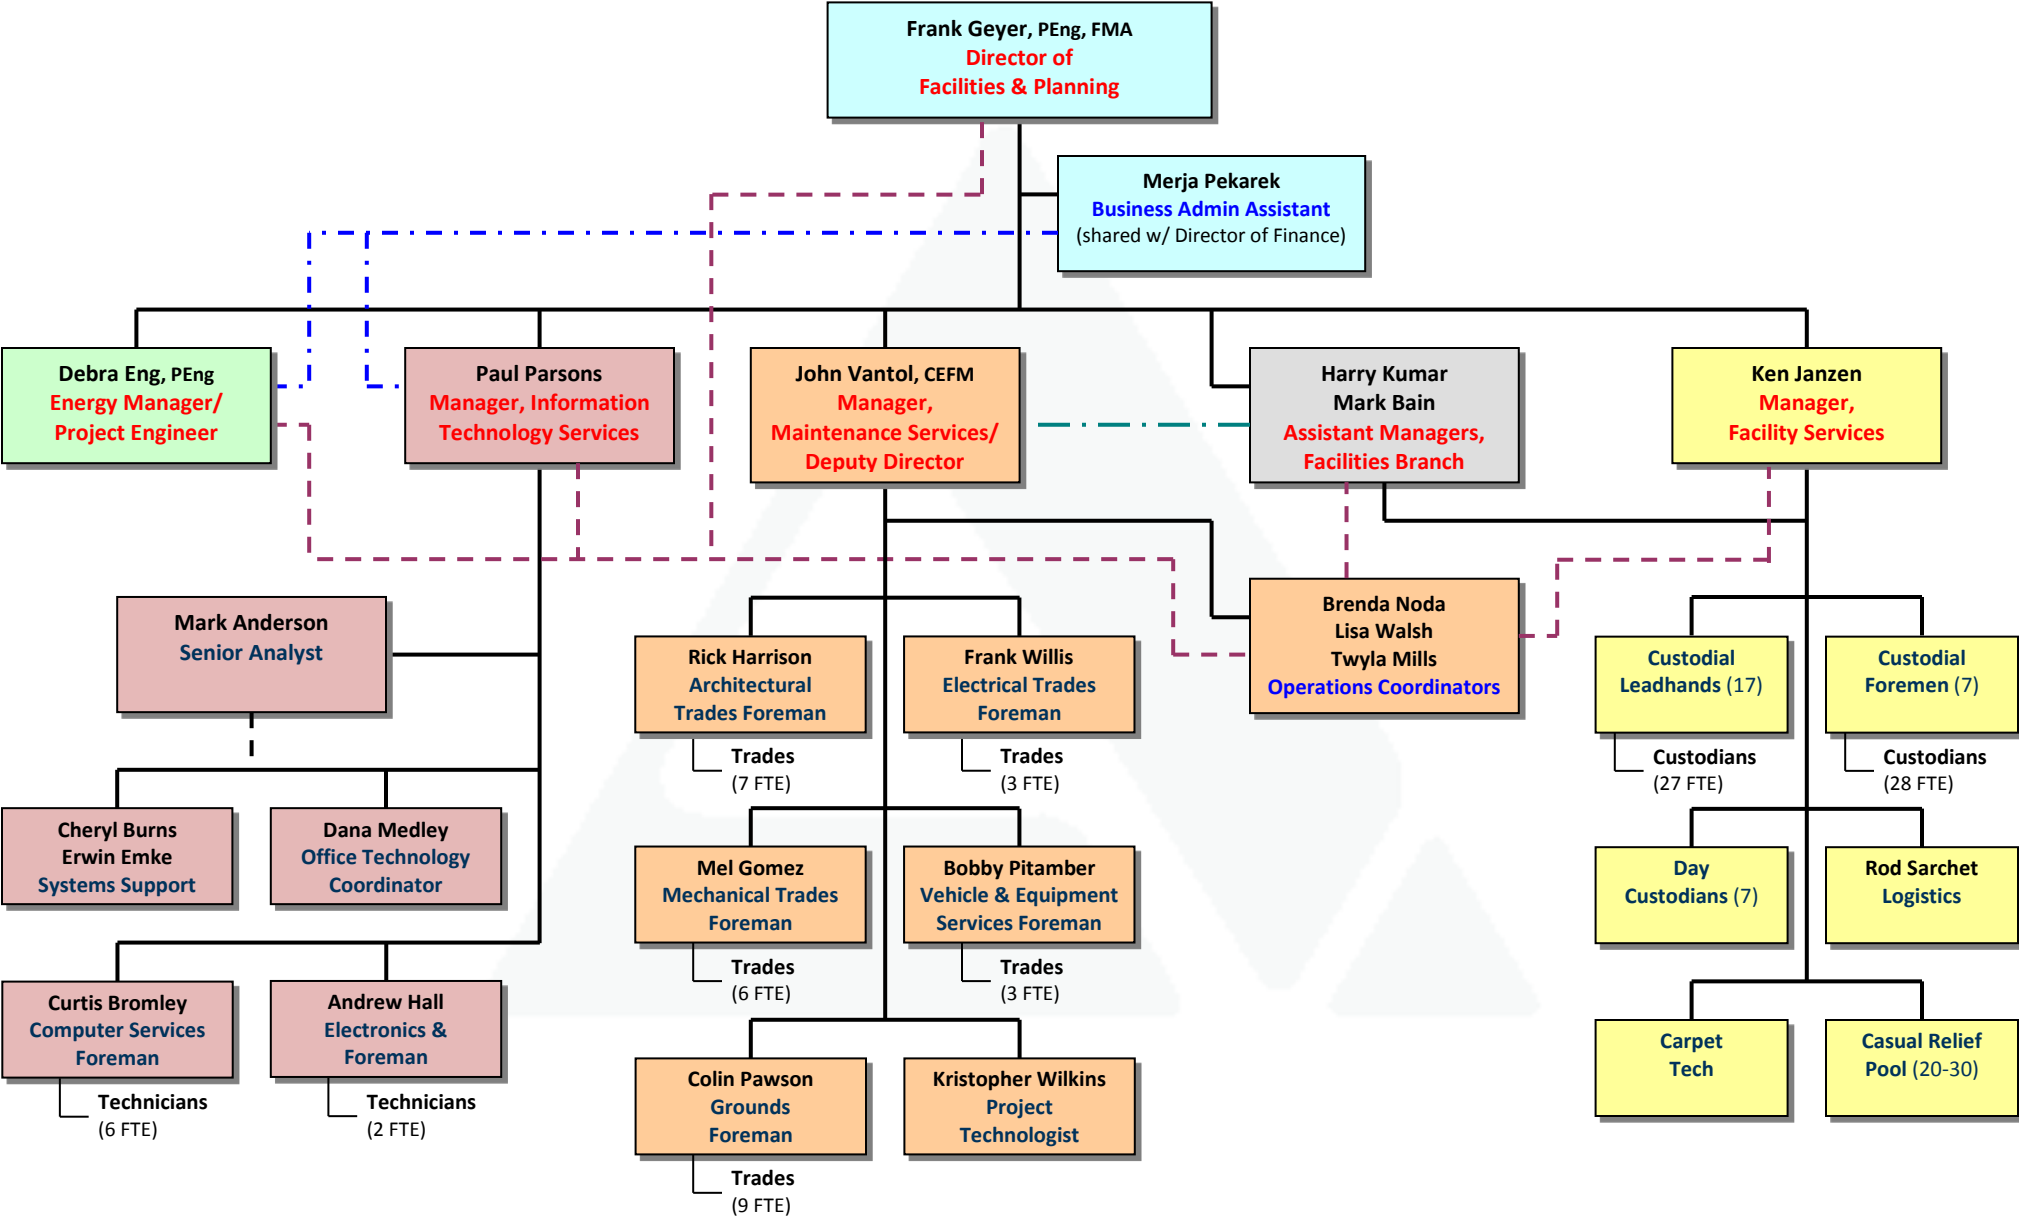 Frank Geyer, PEng, FMA
Director of
Facilities & Planning
Merja Pekarek
Business Admin Assistant
(shared w/ Director of Finance)
Debra Eng, PEng
Energy Manager/
Project Engineer
Paul Parsons
Manager, Information
Technology Services
John Vantol, CEFM
Manager,
Maintenance Services/
Deputy Director
Harry Kumar
Mark Bain
Assistant Managers,
Facilities Branch
Ken Janzen
Manager,
Facility Services
Mark Anderson
Senior Analyst
Rick Harrison
Architectural
Trades Foreman
Trades
(7 FTE)
Frank Willis
Electrical Trades
Foreman
Trades
(3 FTE)
Brenda Noda
Lisa Walsh
Twyla Mills
Operations Coordinators
Custodial
Leadhands (17)
Custodians
(27 FTE)
Custodial
Foremen (7)
Custodians
(28 FTE)
Cheryl Burns
Erwin Emke
Systems Support
Dana Medley
Office Technology
Coordinator
Mel Gomez
Mechanical Trades
Foreman
Trades
(6 FTE)
Bobby Pitamber
Vehicle & Equipment
Services Foreman
Trades
(3 FTE)
Day
Custodians (7)
Rod Sarchet
Logistics
Curtis Bromley
Computer Services
Foreman
Technicians
(6 FTE)
Andrew Hall
Electronics &
Foreman
Technicians
(2 FTE)
Colin Pawson
Grounds
Foreman
Trades
(9 FTE)
Kristopher Wilkins
Project
Technologist
Carpet
Tech
Casual Relief
Pool (20-30)